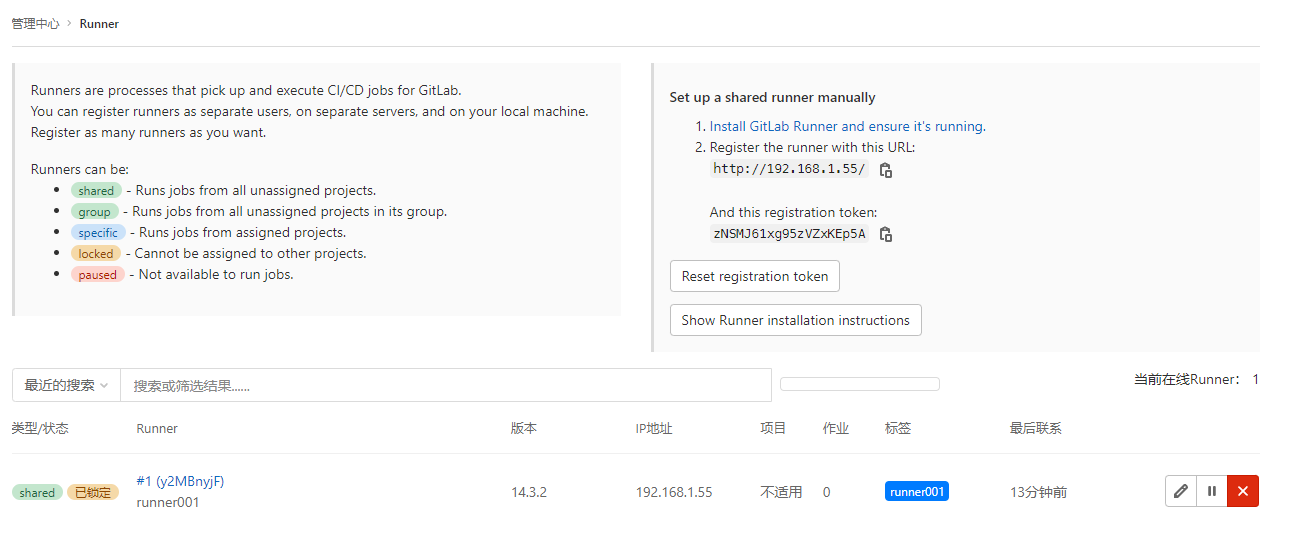 管理中心 › Runner
Runners are processes that pick up and execute CI/CD jobs for GitLab.
You can register runners as separate users, on separate servers, and on your local machine.
Register as many runners as you want.
Runners can be:
• shared - Runs jobs from all unassigned projects.
• group - Runs jobs from all unassigned projects in its group.
• specific - Runs jobs from assigned projects.
• locked - Cannot be assigned to other projects.
• paused - Not available to run jobs.
Set up a shared runner manually
1. Install GitLab Runner and ensure it's running.
2. Register the runner with this URL:
http://192.168.1.55/
And this registration token:
zNSMJ61xg95zVZxKEp5A
Reset registration token
Show Runner installation instructions
最近的搜索 搜索或筛选结果...... 当前在线Runner： 1
类型/状态 Runner 版本 IP地址 项目 作业 标签 最后联系
shared 已锁定 #1 (y2MBnyjF) 14.3.2 192.168.1.55 不适用 0 runner001 13分钟前
runner001